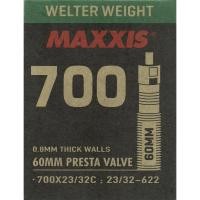 WELTER WEIGHT
MAXXIS
700
60MM
0.8MM THICK WALLS
60MM PRESTA VALVE
·700X23/32C ; 23/32-622